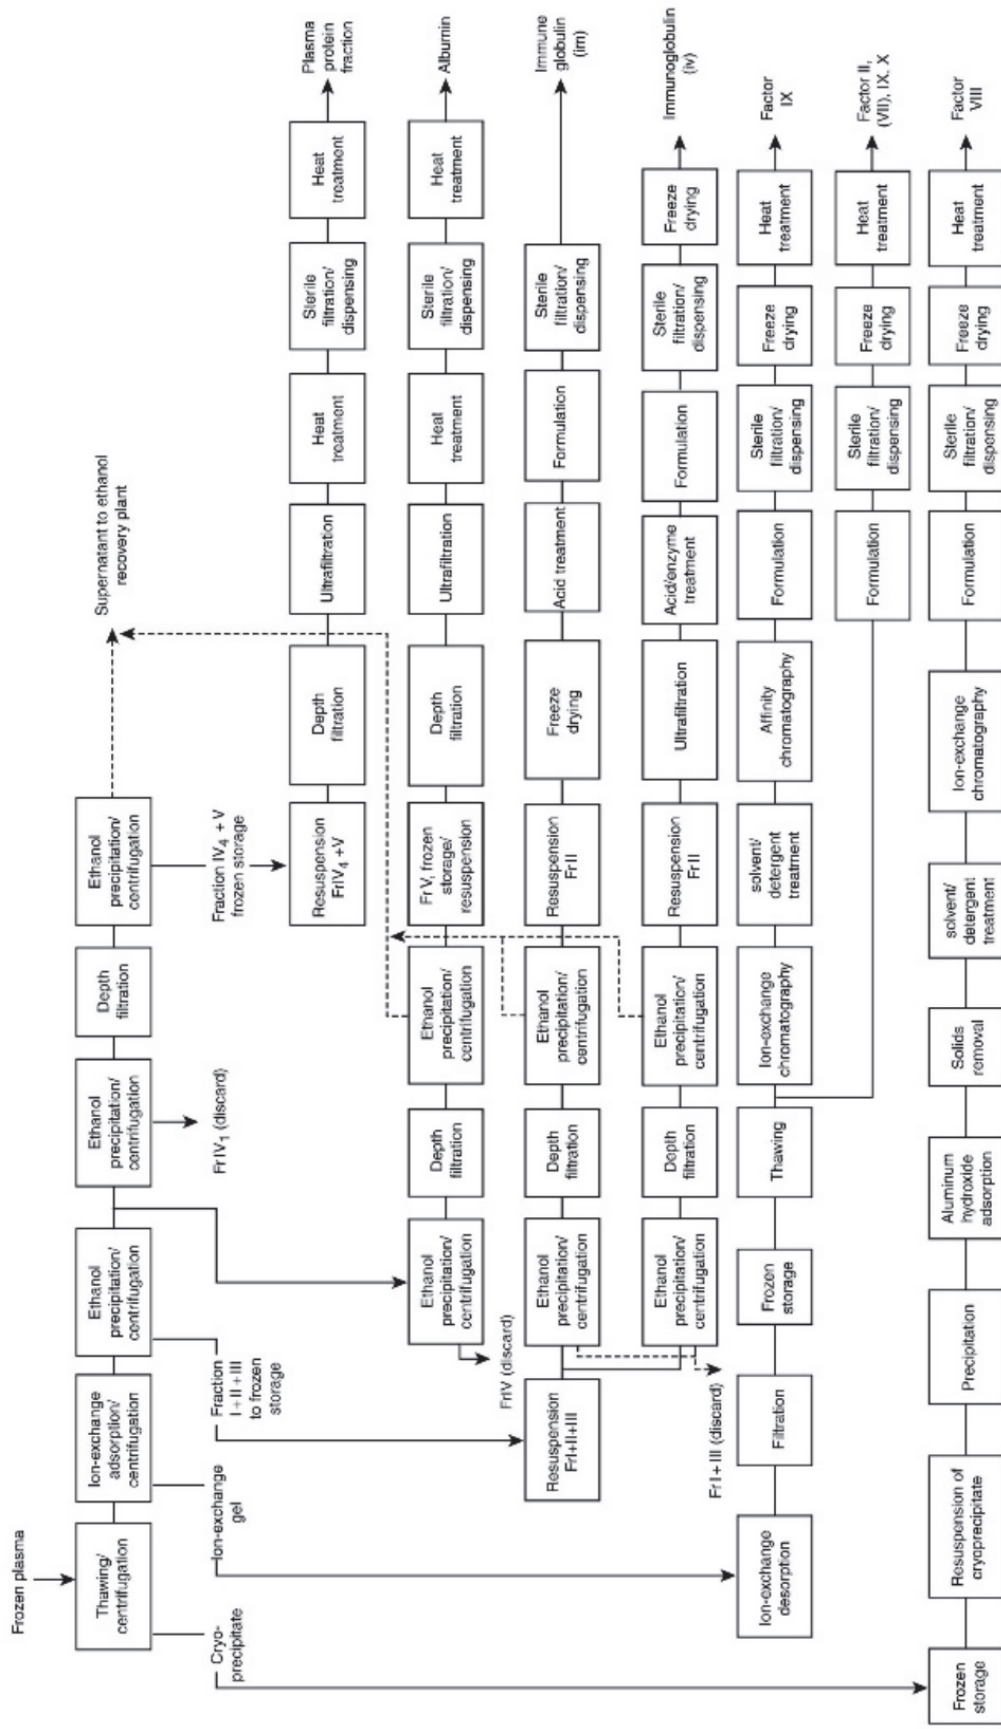 Frozen plasma
Thawing/
centrifugation
Ion-exchange
adsorption/
centrifugation
Ethanol
precipitation/
centrifugation
Ethanol
precipitation/
centrifugation
Depth
filtration
Ethanol
precipitation/
centrifugation
Supernatant to ethanol
recovery plant
Cryo-
precipitate
Ion-exchange
gel
Fraction
I+II+III
to frozen
storage
FrIV1 (discard)
Fraction IV4 + V
frozen storage
Resuspension
FrIV4 +V
Depth
filtration
Ultrafiltration
Heat
treatment
Sterile
filtration/
dispensing
Heat
treatment
Plasma
protein
fraction
Ethanol
precipitation/
centrifugation
Depth
filtration
Ethanol
precipitation/
centrifugation
Fr V, frozen
storage/
resuspension
Depth
filtration
Ultrafiltration
Heat
treatment
Sterile
filtration/
dispensing
Heat
treatment
Albumin
FrIV (discard)
Resuspension
FrI+II+III
Ethanol
precipitation/
centrifugation
Depth
filtration
Ethanol
precipitation/
centrifugation
Resuspension
Fr II
Freeze
drying
Acid treatment
Formulation
Sterile
filtration/
dispensing
Immune
globulin
(im)
Ethanol
precipitation/
centrifugation
Depth
filtration
Ethanol
precipitation/
centrifugation
Resuspension
Fr II
Ultrafiltration
Acid/enzyme
treatment
Formulation
Sterile
filtration/
dispensing
Freeze
drying
Immunoglobulin
(iv)
Fr I + III (discard)
Ion-exchange
desorption
Filtration
Frozen
storage
Thawing
Ion-exchange
chromatography
solvent/
detergent
treatment
Affinity
chromatography
Formulation
Sterile
filtration/
dispensing
Freeze
drying
Heat
treatment
Factor
IX
Formulation
Sterile
filtration/
dispensing
Freeze
drying
Heat
treatment
Factor II,
(VII), IX, X
Frozen
storage
Resuspension of
cryoprecipitate
Precipitation
Aluminum
hydroxide
adsorption
Solids
removal
solvent/
detergent
treatment
Ion-exchange
chromatography
Formulation
Sterile
filtration/
dispensing
Freeze
drying
Heat
treatment
Factor
VIII